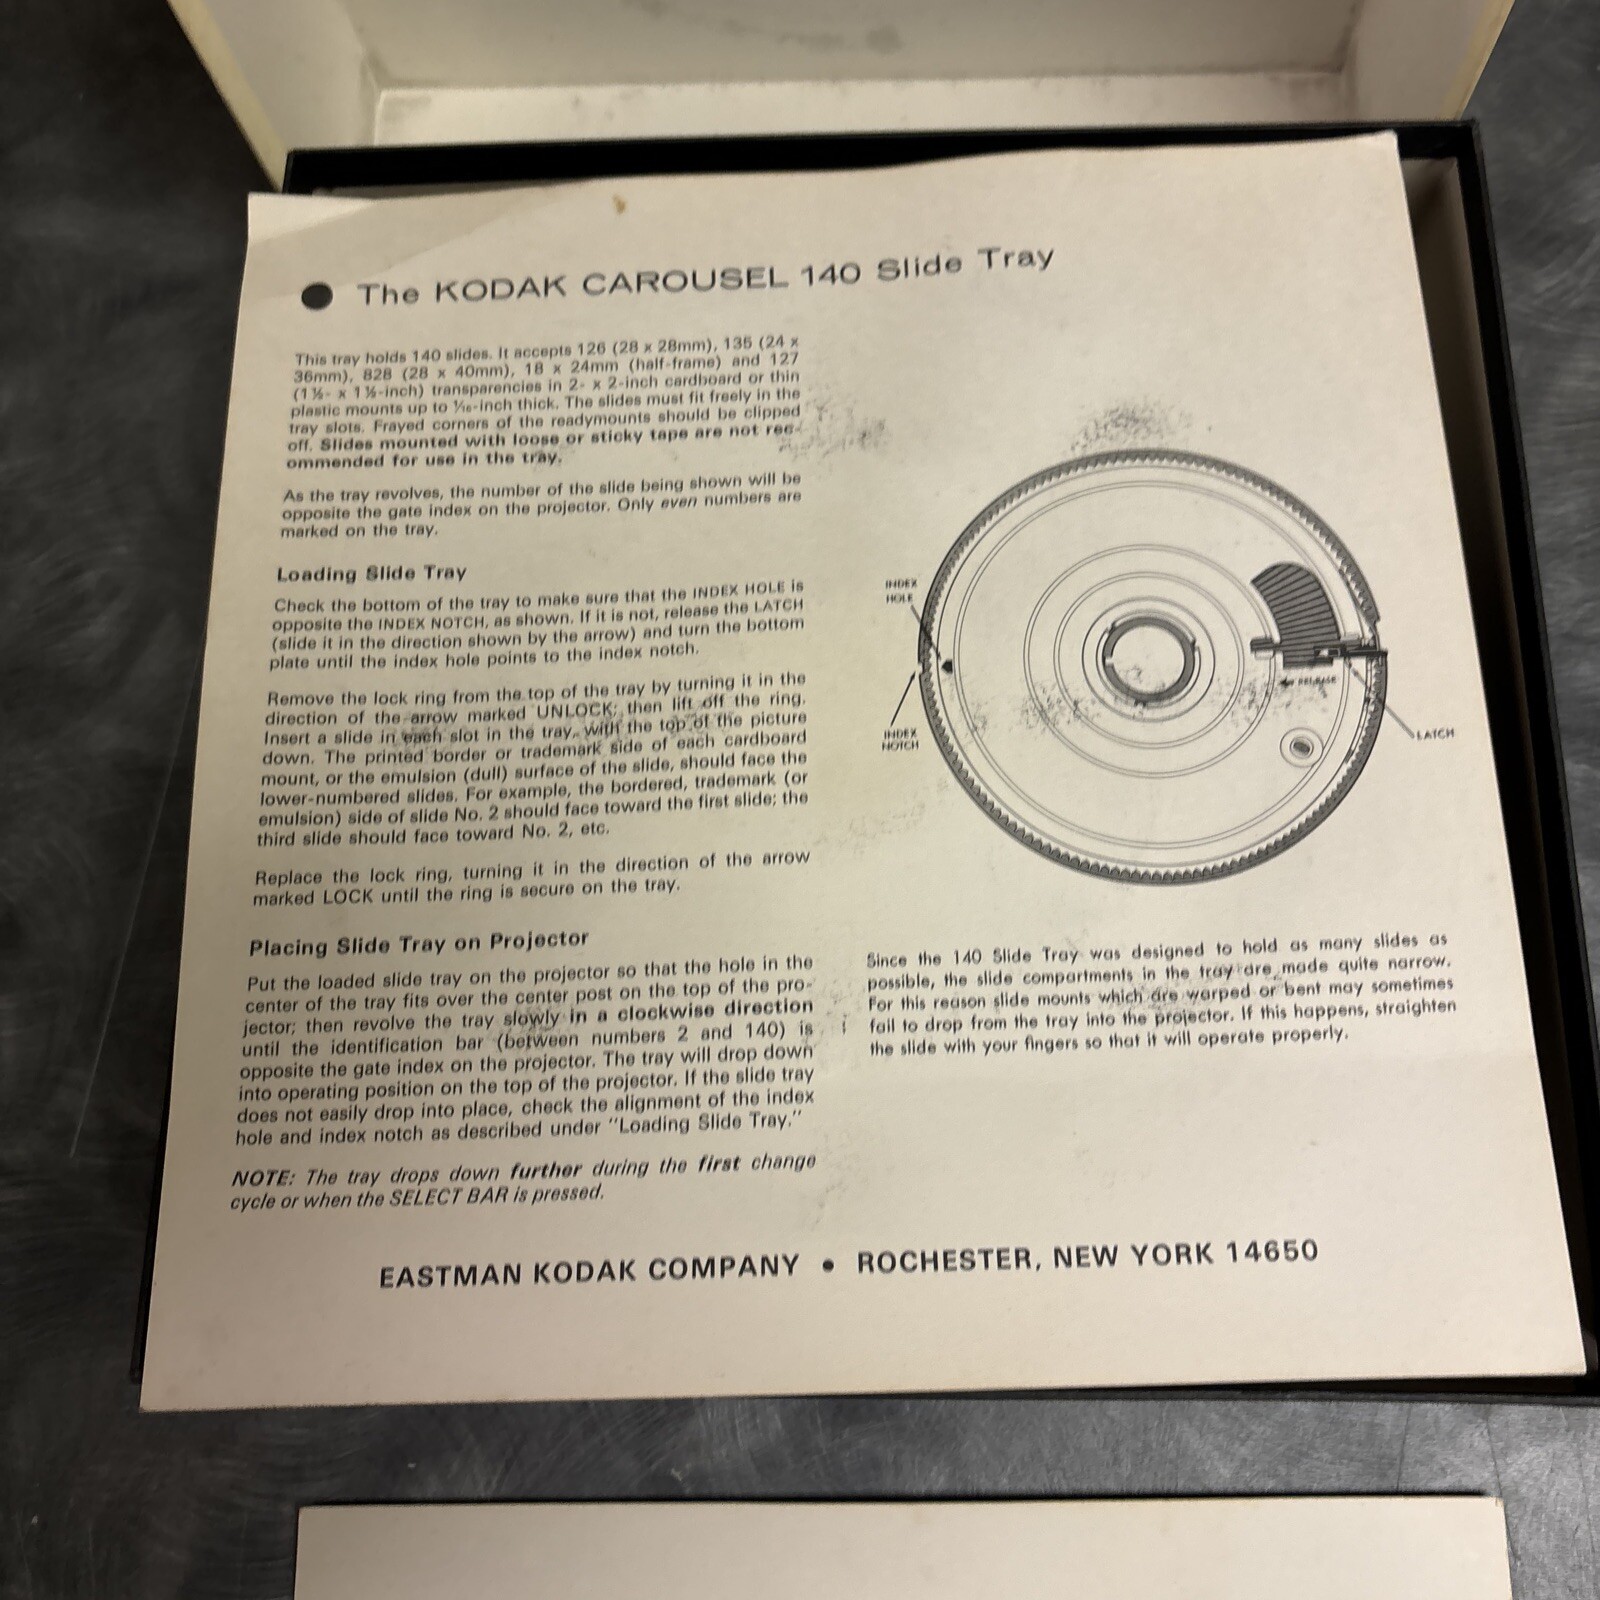 ● The KODAK CAROUSEL 140 Slide Tray
This tray holds 140 slides. It accepts 126 (28 x 28mm), 135 (24 x
36mm), 828 (28 x 40mm), 18 x 24mm (half-frame) and 127
(1⅝- x 1⅝-inch) transparencies in 2- x 2-inch cardboard or thin
plastic mounts up to 1/16-inch thick. The slides must fit freely in the
tray slots. Frayed corners of the readymounts should be clipped
off. Slides mounted with loose or sticky tape are not rec-
ommended for use in the tray.
As the tray revolves, the number of the slide being shown will be
opposite the gate index on the projector. Only even numbers are
marked on the tray.
Loading Slide Tray
Check the bottom of the tray to make sure that the INDEX HOLE is
opposite the INDEX NOTCH, as shown. If it is not, release the LATCH
(slide it in the direction shown by the arrow) and turn the bottom
plate until the index hole points to the index notch.
Remove the lock ring from the top of the tray by turning it in the
direction of the arrow marked UNLOCK; then lift off the ring.
Insert a slide in each slot in the tray, with the top of the picture
down. The printed border or trademark side of each cardboard
mount, or the emulsion (dull) surface of the slide, should face the
lower-numbered slides. For example, the bordered, trademark (or
emulsion) side of slide No. 2 should face toward the first slide; the
third slide should face toward No. 2, etc.
Replace the lock ring, turning it in the direction of the arrow
marked LOCK until the ring is secure on the tray.
Placing Slide Tray on Projector
Put the loaded slide tray on the projector so that the hole in the
center of the tray fits over the center post on the top of the pro-
jector; then revolve the tray slowly in a clockwise direction
until the identification bar (between numbers 2 and 140) is
opposite the gate index on the projector. The tray will drop down
into operating position on the top of the projector. If the slide tray
does not easily drop into place, check the alignment of the index
hole and index notch as described under "Loading Slide Tray."
NOTE: The tray drops down further during the first change
cycle or when the SELECT BAR is pressed.
INDEX
HOLE
INDEX
NOTCH
RELEASE
LATCH
Since the 140 Slide Tray was designed to hold as many slides as
possible, the slide compartments in the tray are made quite narrow.
For this reason slide mounts which are warped or bent may sometimes
fail to drop from the tray into the projector. If this happens, straighten
the slide with your fingers so that it will operate properly.
EASTMAN KODAK COMPANY • ROCHESTER, NEW YORK 14650